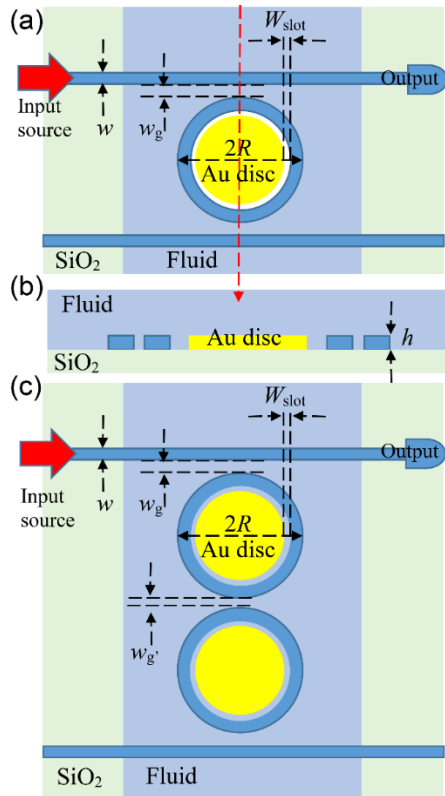 (a)
W_slot
Output
Input
source
w
w_g
2R
Au disc
SiO₂
Fluid
(b)
Fluid
Au disc
h
SiO₂
(c)
W_slot
Output
Input
source
w
w_g
2R
Au disc
w_g'
SiO₂
Fluid